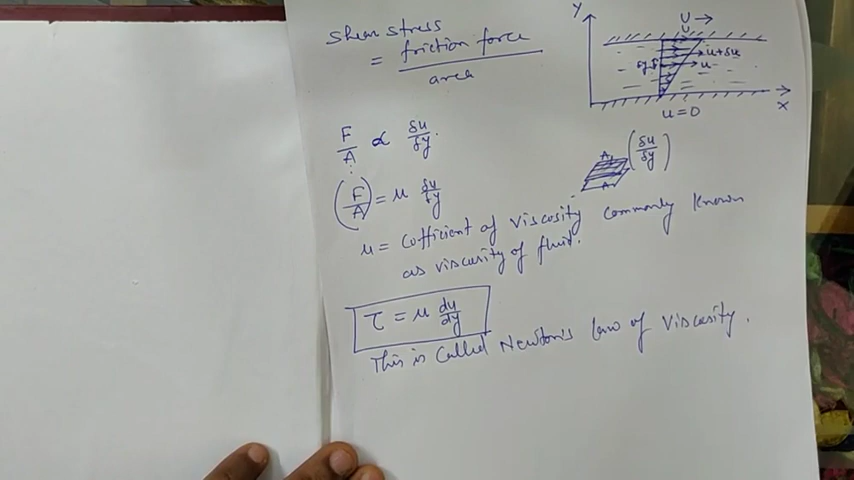 Shear stress
= friction force / area
F/A ∝ δu/δy.
(F/A) = μ δu/δy
μ = Cofficient of Viscosity commonly known
as viscosity of fluid.
τ = μ du/dy
This is Called Newton's law of Viscosity.
Y
U →
U
u+δu
δy
u
X
u=0
A
(δu/δy)
A